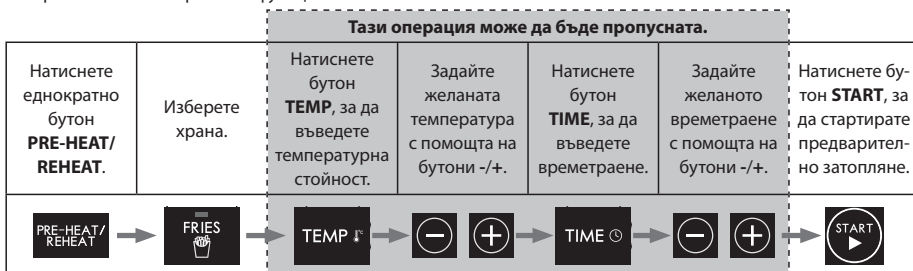 Тази операция може да бъде пропусната.
Натиснете
еднократно
бутон
PRE-HEAT/
REHEAT.
Изберете
храна.
Натиснете
бутон
TEMP, за да
въведете
температурна
стойност.
Задайте
желаната
температура
с помощта на
бутони -/+.
Натиснете
бутон
TIME, за да
въведете
времетраене.
Задайте
желаното
времетраене
с помощта на
бутони -/+.
Натиснете бу-
тон START, за
да стартирате
предварител-
но затопляне.
PRE-HEAT/
REHEAT
FRIES
TEMP
TIME
START